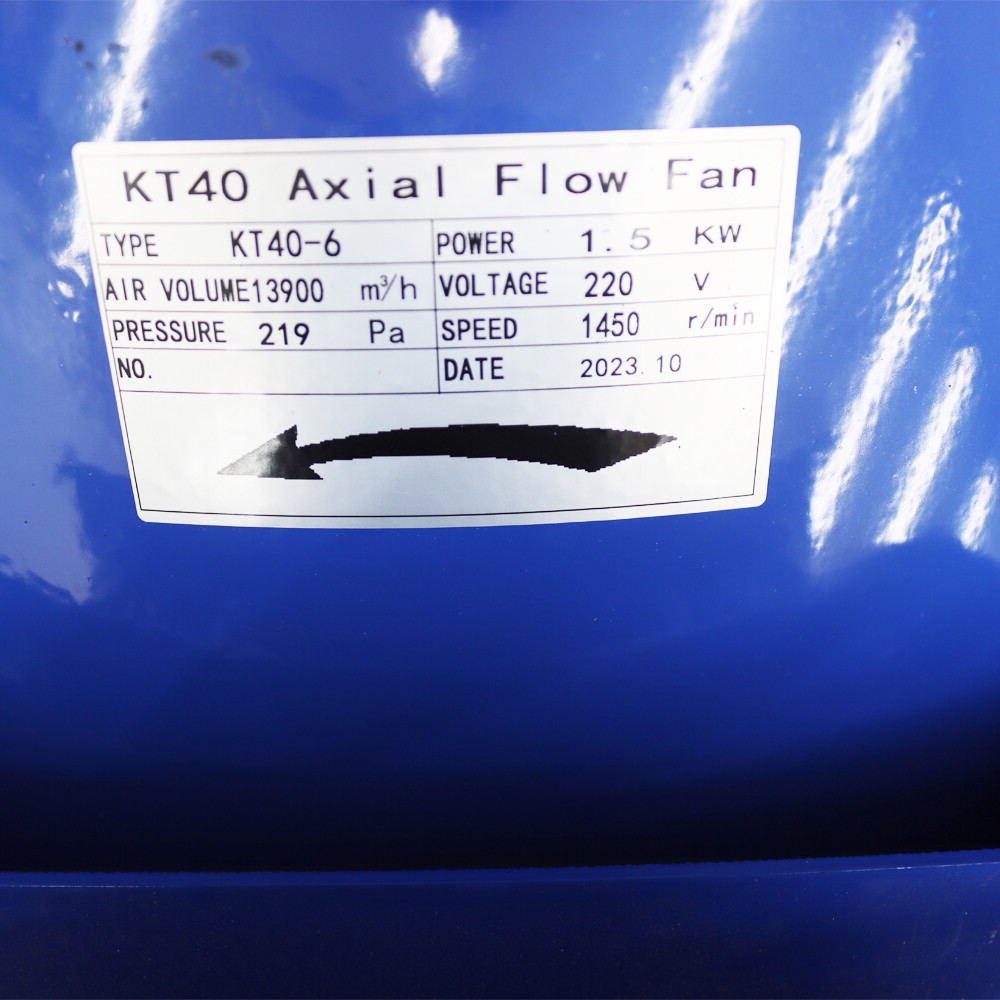 KT40 Axial Flow Fan
TYPE KT40-6 POWER 1.5 KW
AIR VOLUME13900 m³/h VOLTAGE 220 V
PRESSURE 219 Pa SPEED 1450 r/min
NO. DATE 2023.10